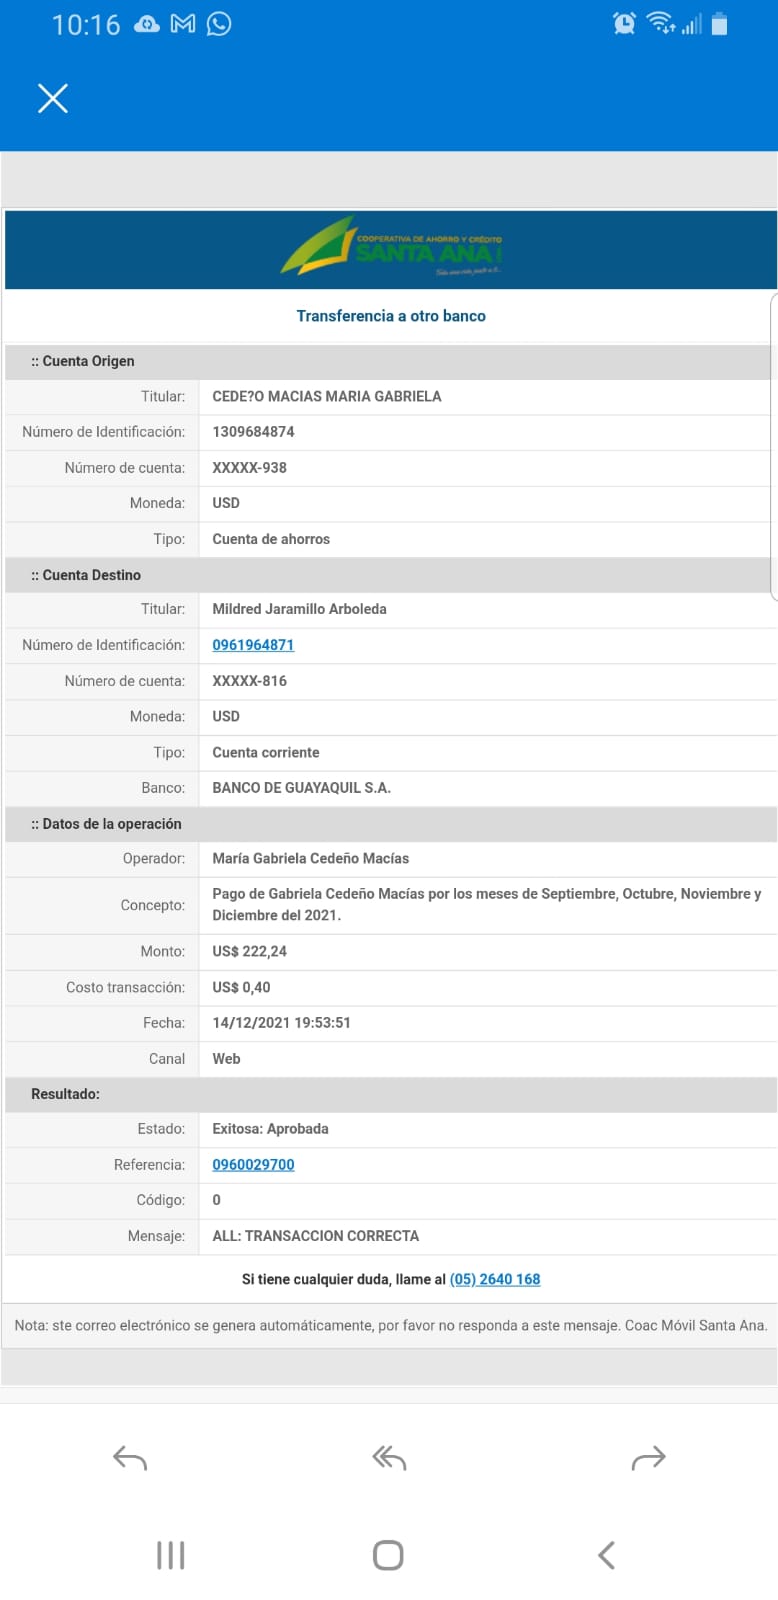 10:16
COOPERATIVA DE AHORRO Y CRÉDITO
SANTA ANA
Transferencia a otro banco
:: Cuenta Origen
Titular: CEDE?O MACIAS MARIA GABRIELA
Número de Identificación: 1309684874
Número de cuenta: XXXXX-938
Moneda: USD
Tipo: Cuenta de ahorros
:: Cuenta Destino
Titular: Mildred Jaramillo Arboleda
Número de Identificación: 0961964871
Número de cuenta: XXXXX-816
Moneda: USD
Tipo: Cuenta corriente
Banco: BANCO DE GUAYAQUIL S.A.
:: Datos de la operación
Operador: María Gabriela Cedeño Macías
Concepto: Pago de Gabriela Cedeño Macías por los meses de Septiembre, Octubre, Noviembre y
Diciembre del 2021.
Monto: US$ 222,24
Costo transacción: US$ 0,40
Fecha: 14/12/2021 19:53:51
Canal Web
Resultado:
Estado: Exitosa: Aprobada
Referencia: 0960029700
Código: 0
Mensaje: ALL: TRANSACCION CORRECTA
Si tiene cualquier duda, llame al (05) 2640 168
Nota: ste correo electrónico se genera automáticamente, por favor no responda a este mensaje. Coac Móvil Santa Ana.